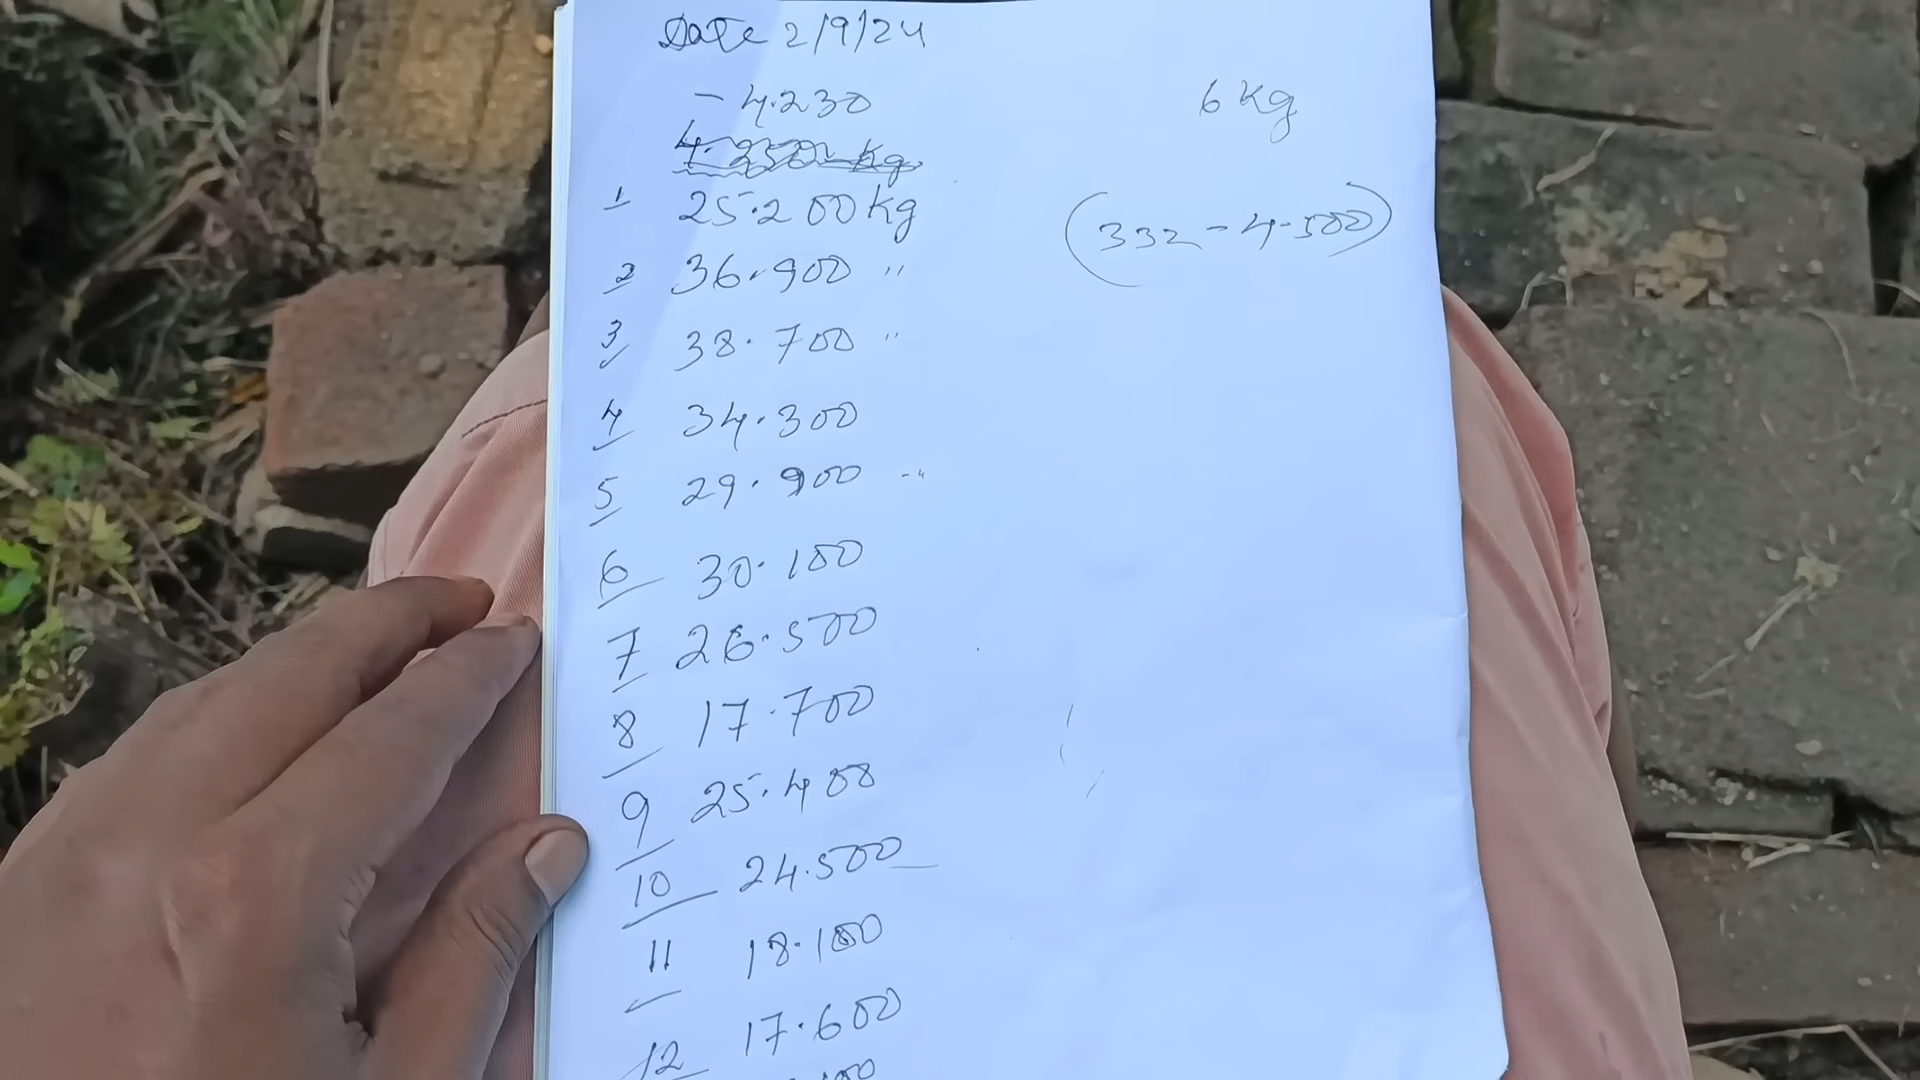 Date 2/9/24
- 4.230
6 kg
1 25.200 kg
(332 - 4.500)
2 36.900 "
3 38.700 "
4 34.300
5 29.900 "
6 30.100
7 26.500
8 17.700
9 25.400
10 24.500
11 18.100
12 17.600